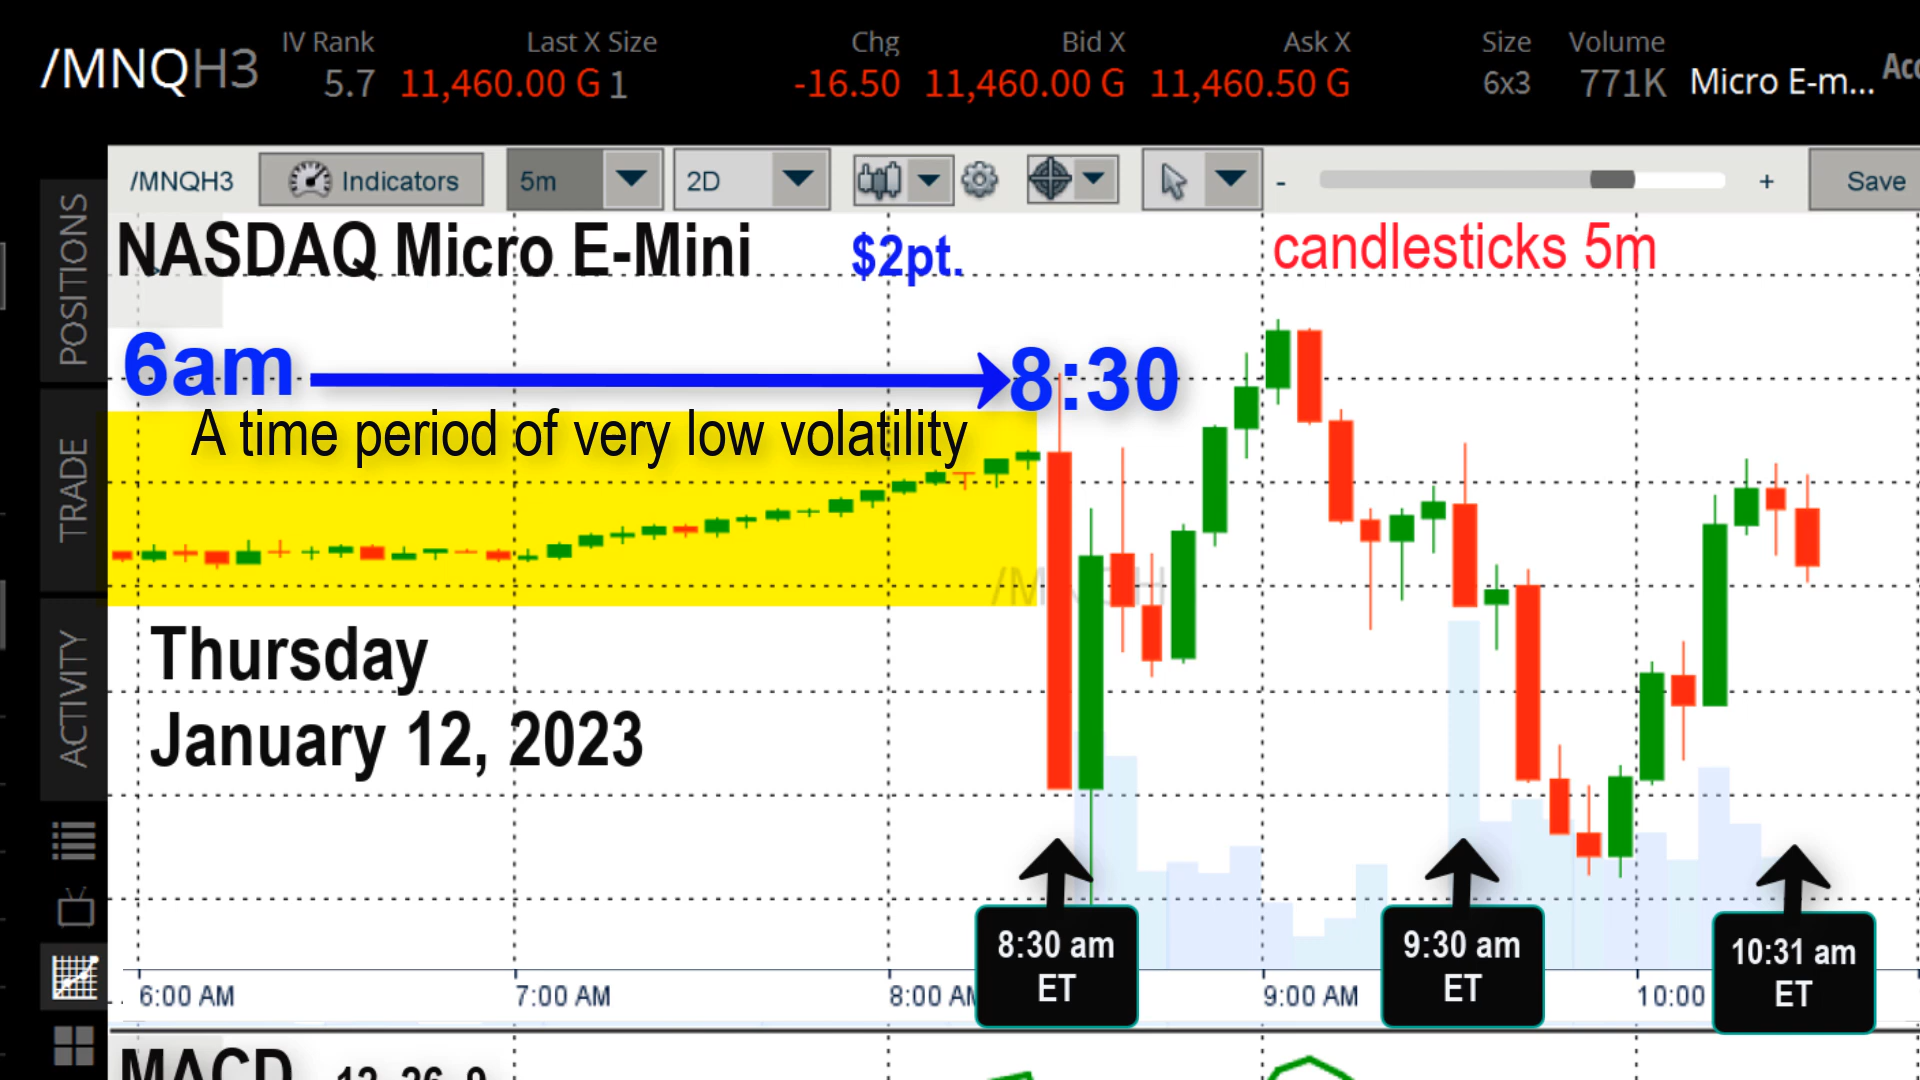 /MNQH3
IV Rank
5.7
Last X Size
11,460.00 G 1
Chg
-16.50
Bid X
11,460.00 G
Ask X
11,460.50 G
Size
6x3
Volume
771K
Micro E-m...
Acc
/MNQH3
Indicators
5m
2D
-
+
Save
POSITIONS
TRADE
ACTIVITY
NASDAQ Micro E-Mini
$2pt.
candlesticks 5m
6am
8:30
A time period of very low volatility
Thursday
January 12, 2023
8:30 am
ET
9:30 am
ET
10:31 am
ET
6:00 AM
7:00 AM
8:00 AM
9:00 AM
10:00
MACD 12, 26, 9